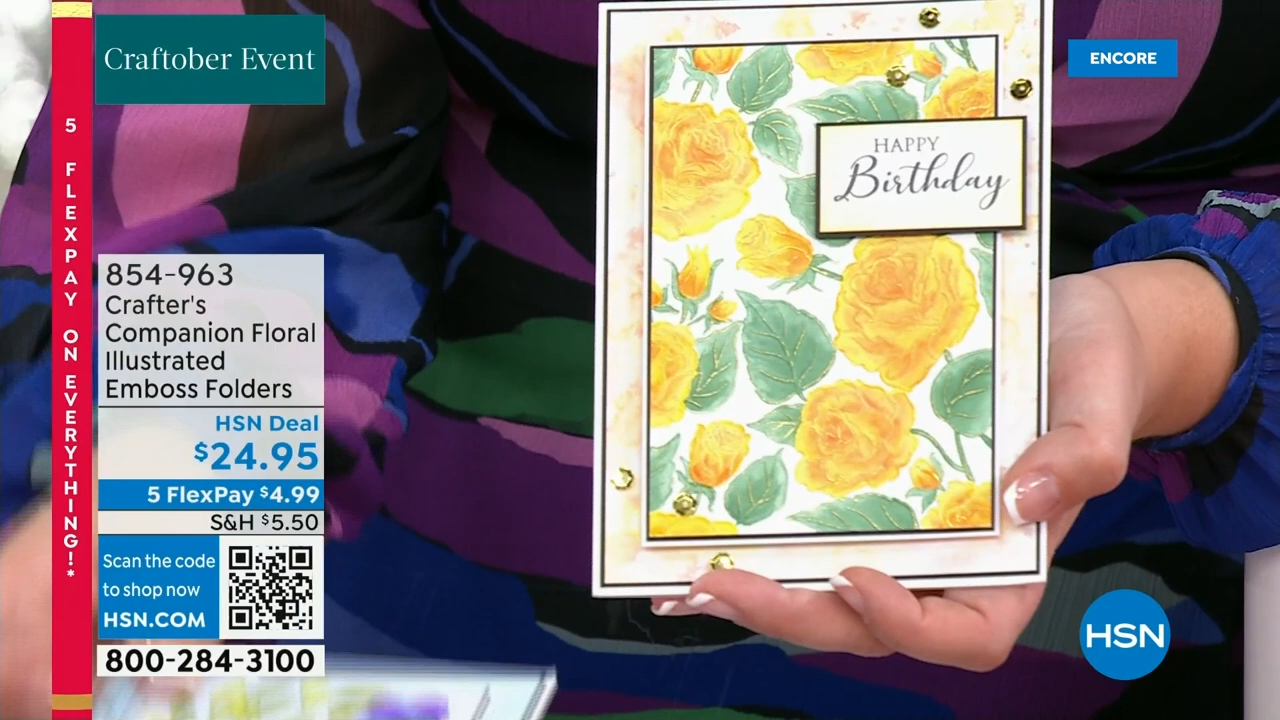 Craftober Event
ENCORE
5 FLEXPAY ON EVERYTHING!*
HAPPY
Birthday
854-963
Crafter's
Companion Floral
Illustrated
Emboss Folders
HSN Deal
$24.95
5 FlexPay $4.99
S&H $5.50
Scan the code
to shop now
HSN.COM
800-284-3100
HSN